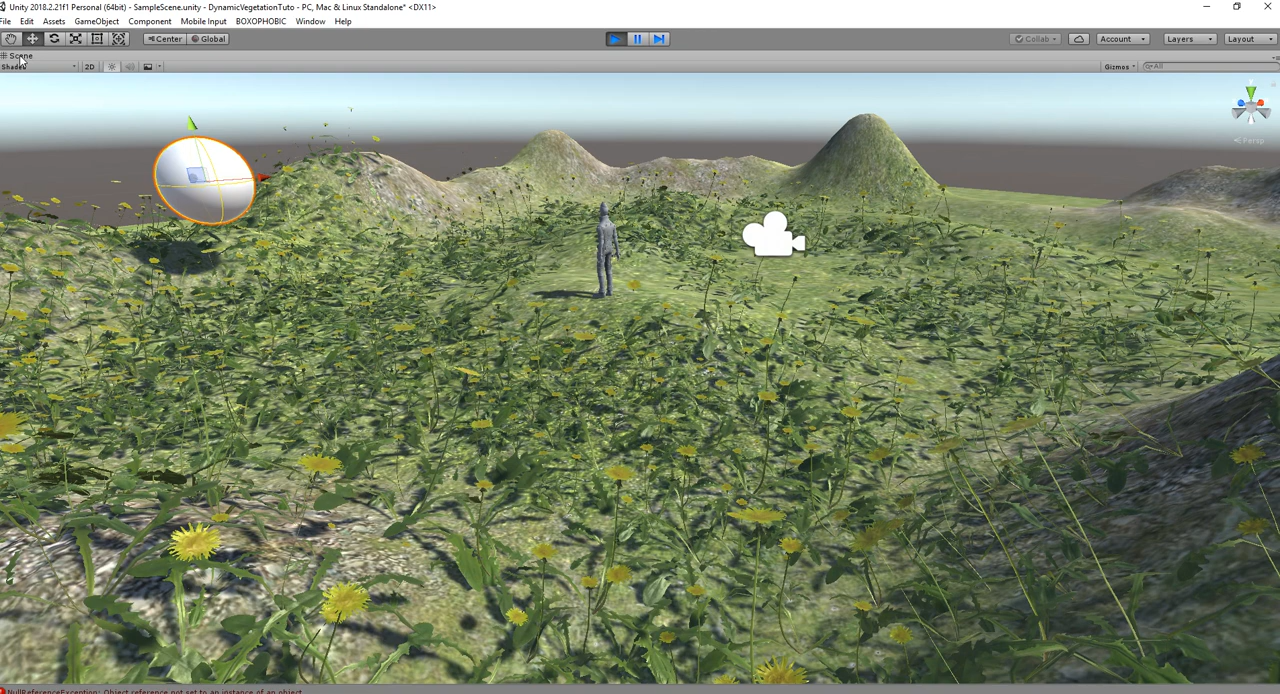 Unity 2018.2.21f1 Personal (64bit) - SampleScene.unity - DynamicVegetationTuto - PC, Mac & Linux Standalone* <DX11>
File Edit Assets GameObject Component Mobile Input BOXOPHOBIC Window Help
Center Global Collab Account Layers Layout
Scene
Shaded 2D Gizmos All
Persp
NullReferenceException: Object reference not set to an instance of an object